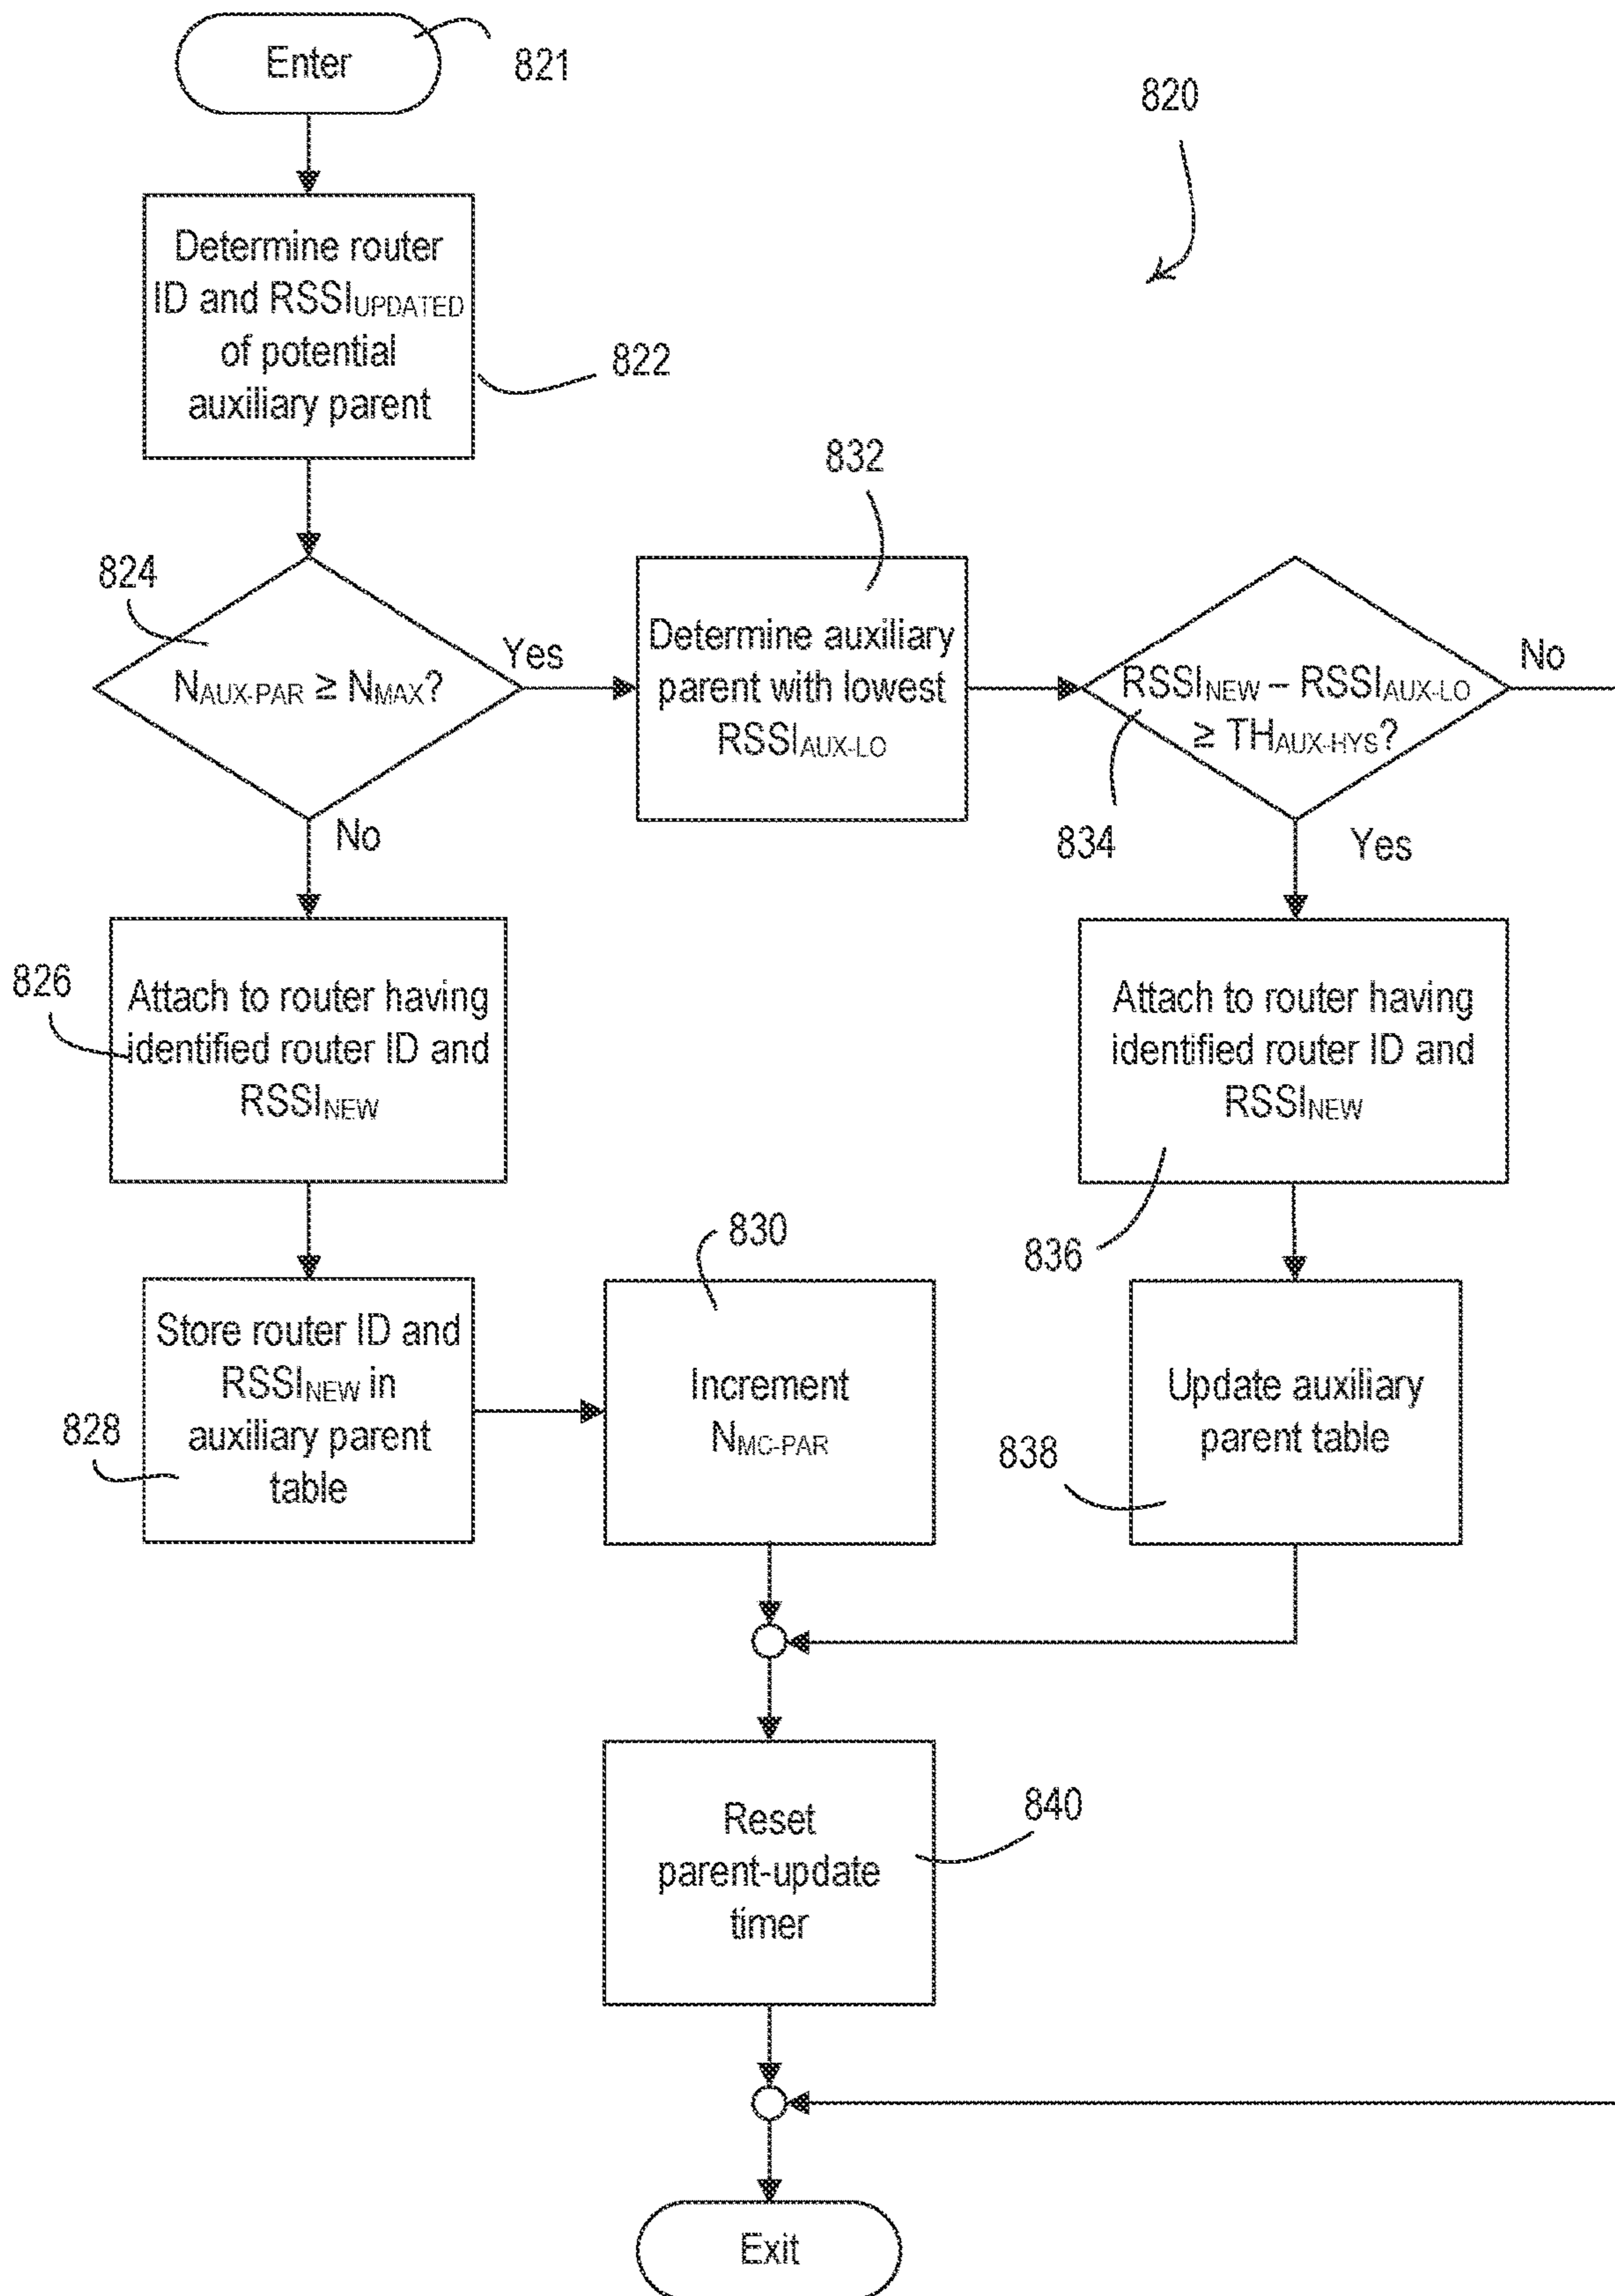 Enter
821
820
Determine router
ID and RSSIUPDATED
of potential
auxiliary parent
822
832
824
NAUX-PAR ≥ NMAX?
Yes
Determine auxiliary
parent with lowest
RSSIAUX-LO
RSSINEW – RSSIAUX-LO
≥ THAUX-HYS?
No
834
Yes
No
826
Attach to router having
identified router ID and
RSSINEW
Attach to router having
identified router ID and
RSSINEW
836
830
828
Store router ID and
RSSINEW in
auxiliary parent
table
Increment
NMC-PAR
838
Update auxiliary
parent table
Reset
parent-update
timer
840
Exit